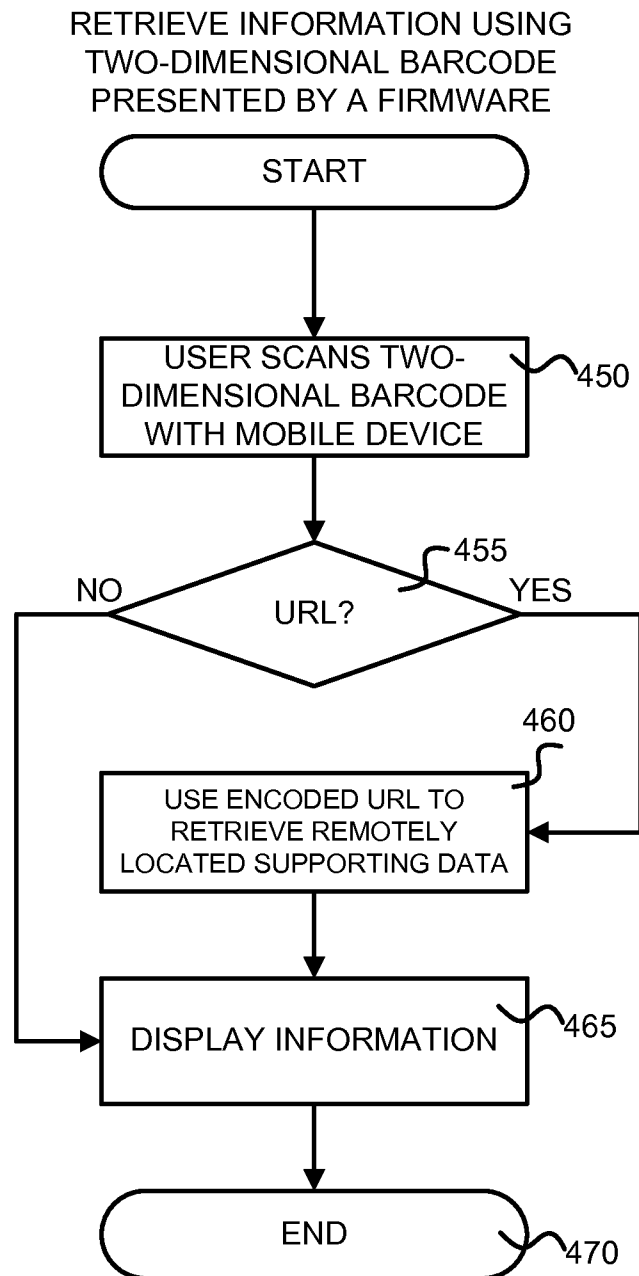 RETRIEVE INFORMATION USING
TWO-DIMENSIONAL BARCODE
PRESENTED BY A FIRMWARE
START
USER SCANS TWO-
DIMENSIONAL BARCODE
WITH MOBILE DEVICE
450
455
NO
URL?
YES
460
USE ENCODED URL TO
RETRIEVE REMOTELY
LOCATED SUPPORTING DATA
DISPLAY INFORMATION
465
END
470